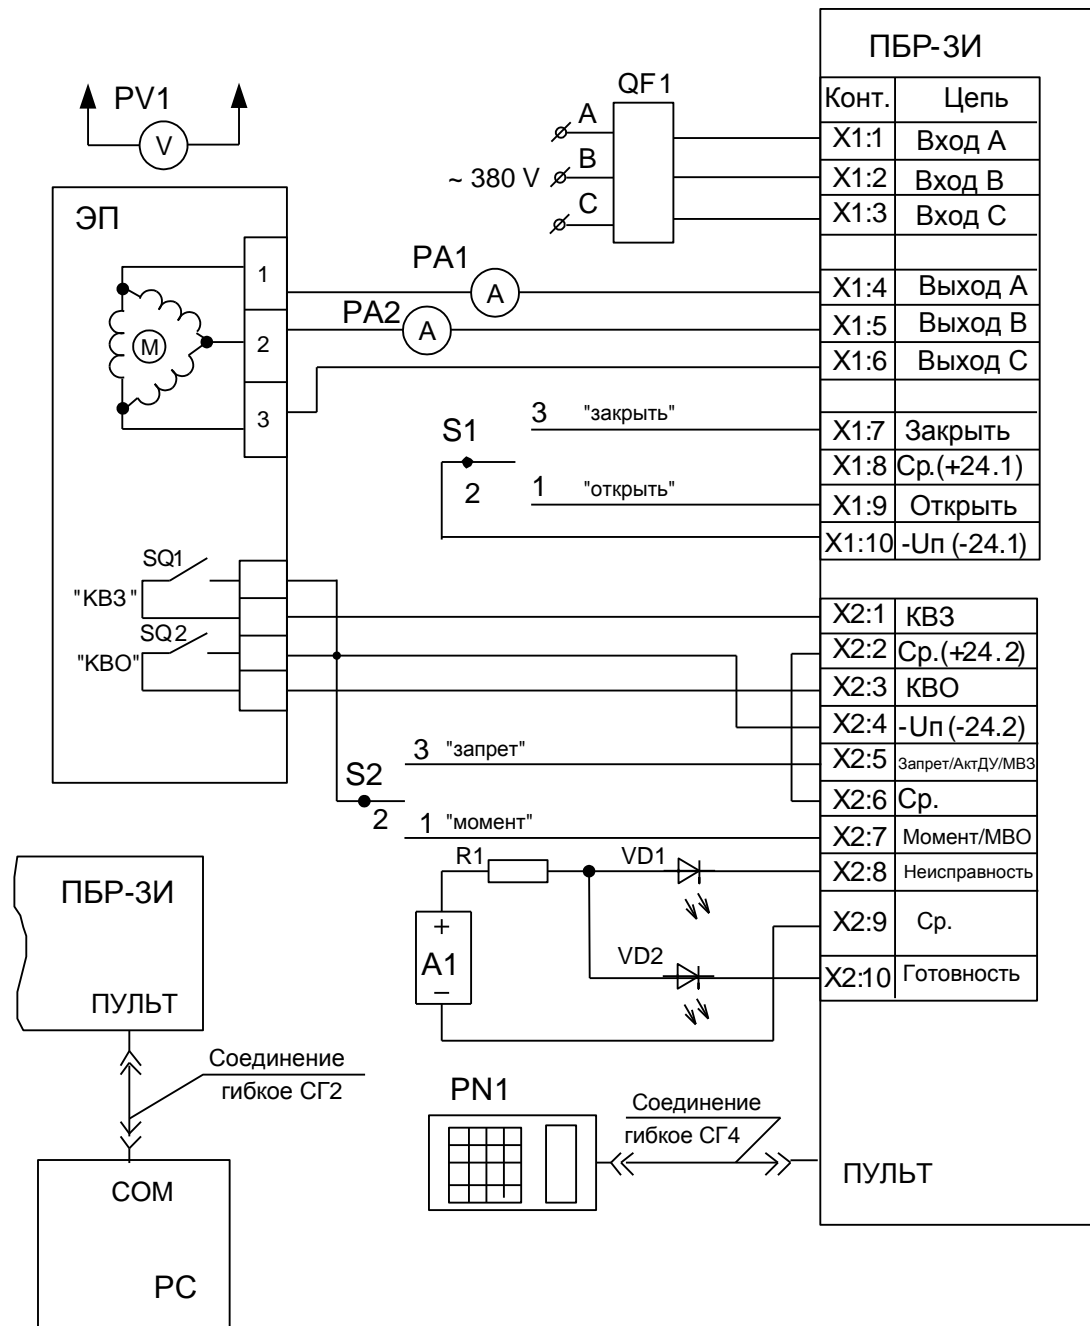 ПБР-3И
Конт. Цепь
X1:1 Вход A
X1:2 Вход B
X1:3 Вход C
X1:4 Выход A
X1:5 Выход B
X1:6 Выход C
X1:7 Закрыть
X1:8 Ср.(+24.1)
X1:9 Открыть
X1:10 -Uп (-24.1)
X2:1 КВЗ
X2:2 Ср.(+24.2)
X2:3 КВО
X2:4 -Uп (-24.2)
X2:5 Запрет/АктДУ/МВЗ
X2:6 Ср.
X2:7 Момент/МВО
X2:8 Неисправность
X2:9 Ср.
X2:10 Готовность
ПУЛЬТ
PV1
V
QF1
A
B
C
~ 380 V
ЭП
M
1
2
3
PA1
A
PA2
A
S1
2
3 "закрыть"
1 "открыть"
SQ1
"КВЗ"
SQ2
"КВО"
S2
2
3 "запрет"
1 "момент"
R1
VD1
VD2
+
A1
–
ПБР-3И
ПУЛЬТ
Соединение
гибкое СГ2
COM
PC
PN1
Соединение
гибкое СГ4